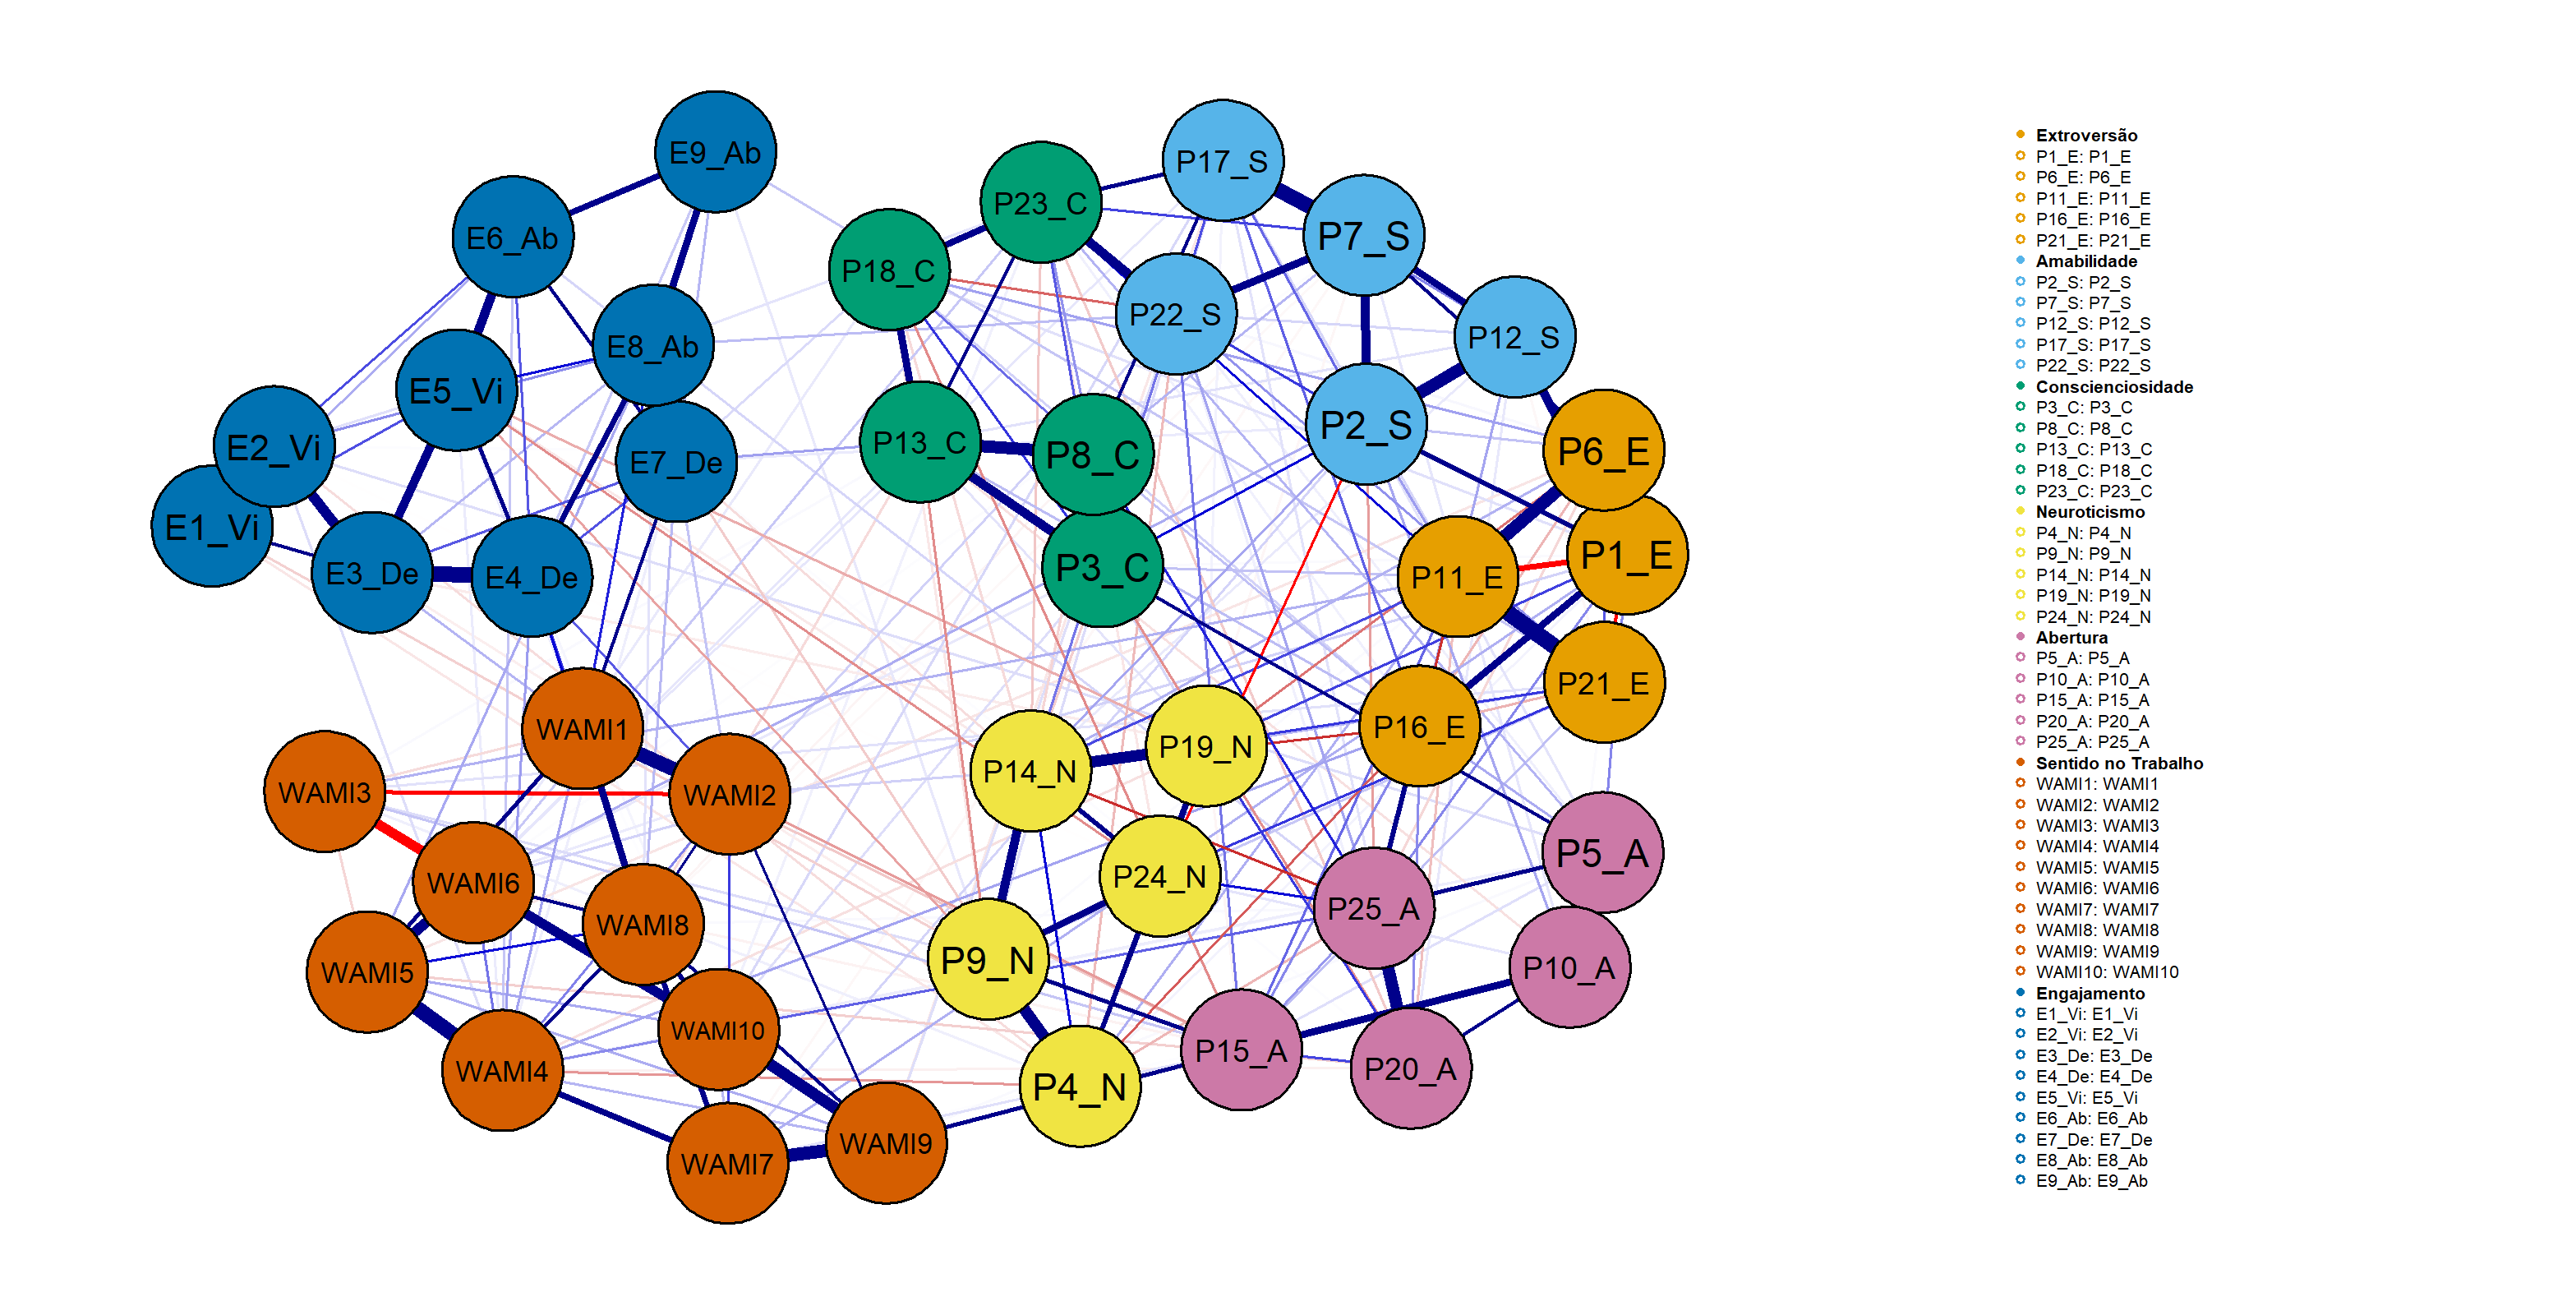 E9_Ab
P17_S
P23_C
E6_Ab
P7_S
P18_C
P22_S
P12_S
E8_Ab
E5_Vi
P2_S
E2_Vi
P13_C
P6_E
P8_C
E7_De
E1_Vi
P1_E
P3_C
E3_De
E4_De
P11_E
P21_E
WAMI1
P16_E
P19_N
P14_N
WAMI3
WAMI2
P5_A
P24_N
WAMI6
P25_A
WAMI8
P9_N
P10_A
WAMI5
WAMI10
P15_A
P20_A
WAMI4
P4_N
WAMI9
WAMI7
Extroversão
P1_E: P1_E
P6_E: P6_E
P11_E: P11_E
P16_E: P16_E
P21_E: P21_E
Amabilidade
P2_S: P2_S
P7_S: P7_S
P12_S: P12_S
P17_S: P17_S
P22_S: P22_S
Conscienciosidade
P3_C: P3_C
P8_C: P8_C
P13_C: P13_C
P18_C: P18_C
P23_C: P23_C
Neuroticismo
P4_N: P4_N
P9_N: P9_N
P14_N: P14_N
P19_N: P19_N
P24_N: P24_N
Abertura
P5_A: P5_A
P10_A: P10_A
P15_A: P15_A
P20_A: P20_A
P25_A: P25_A
Sentido no Trabalho
WAMI1: WAMI1
WAMI2: WAMI2
WAMI3: WAMI3
WAMI4: WAMI4
WAMI5: WAMI5
WAMI6: WAMI6
WAMI7: WAMI7
WAMI8: WAMI8
WAMI9: WAMI9
WAMI10: WAMI10
Engajamento
E1_Vi: E1_Vi
E2_Vi: E2_Vi
E3_De: E3_De
E4_De: E4_De
E5_Vi: E5_Vi
E6_Ab: E6_Ab
E7_De: E7_De
E8_Ab: E8_Ab
E9_Ab: E9_Ab